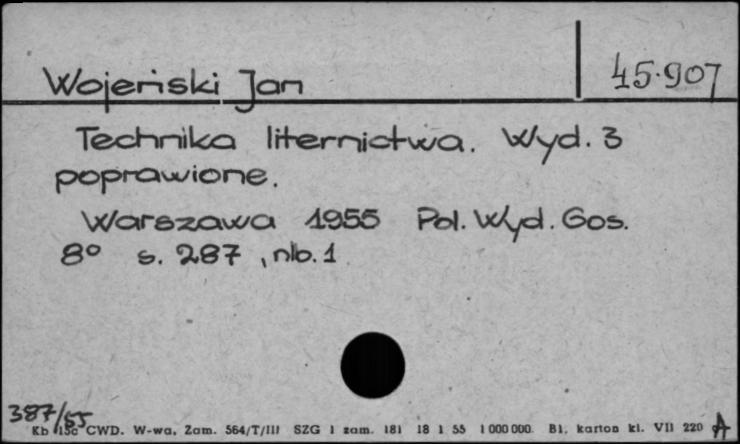 Wojeński Jan 45.907
Technika liternictwa. Wyd. 3
poprawione.
Warszawa 1955 Pol. Wyd. Gos.
8° s. 287, nlb. 1
387/55
Kb 15c CWD. W-wa, Zam. 564/T/III SZG 1 zam. 181 18 1 55 1 000 000. Bl. karton kl. VII 220 A